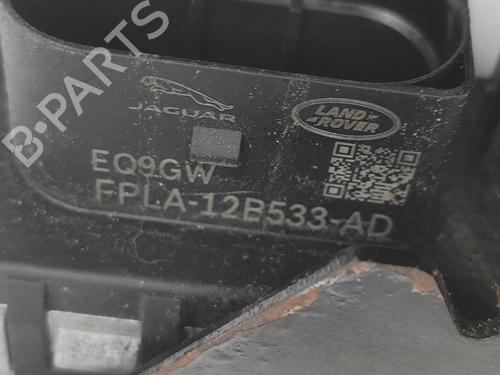 B-PARTS
JAGUAR
LAND
ROVER
EQ9GW
FPLA-12B533-AD